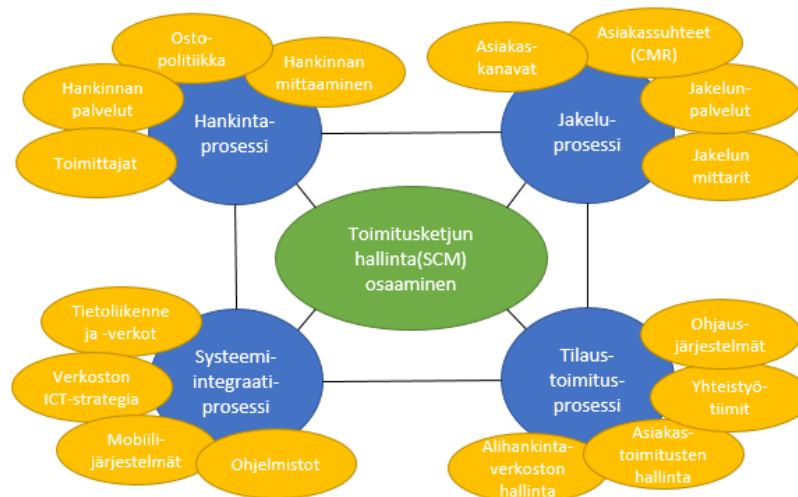 Osto-
politiikka
Hankinnan
mittaaminen
Hankinnan
palvelut
Toimittajat
Hankinta-
prosessi
Asiakas-
kanavat
Asiakassuhteet
(CMR)
Jakelun-
palvelut
Jakelun
mittarit
Jakelu-
prosessi
Toimitusketjun
hallinta(SCM)
osaaminen
Tietoliikenne
ja -verkot
Verkoston
ICT-strategia
Mobiili-
järjestelmät
Ohjelmistot
Systeemi-
integraati-
prosessi
Tilaus-
toimitus-
prosessi
Ohjaus-
järjestelmät
Yhteistyö-
tiimit
Asiakas-
toimitusten
hallinta
Alihankinta-
verkoston
hallinta